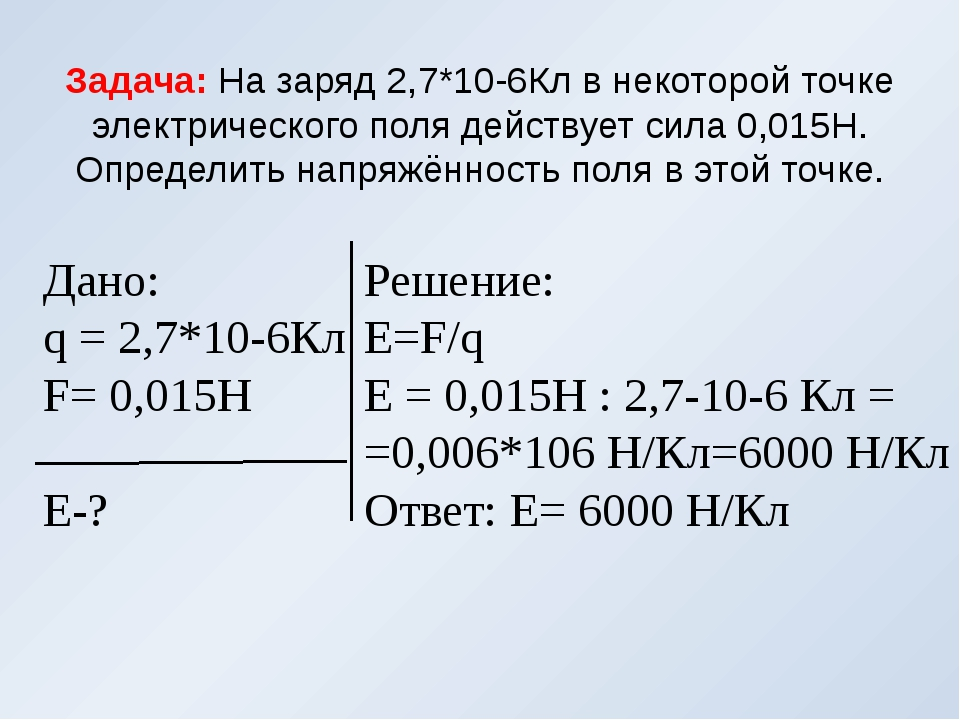 Задача: На заряд 2,7*10-6Кл в некоторой точке
электрического поля действует сила 0,015Н.
Определить напряжённость поля в этой точке.
Дано:
q = 2,7*10-6Кл
F= 0,015Н
Е-?
Решение:
E=F/q
E = 0,015Н : 2,7-10-6 Кл =
=0,006*106 Н/Кл=6000 Н/Кл
Ответ: Е= 6000 Н/Кл